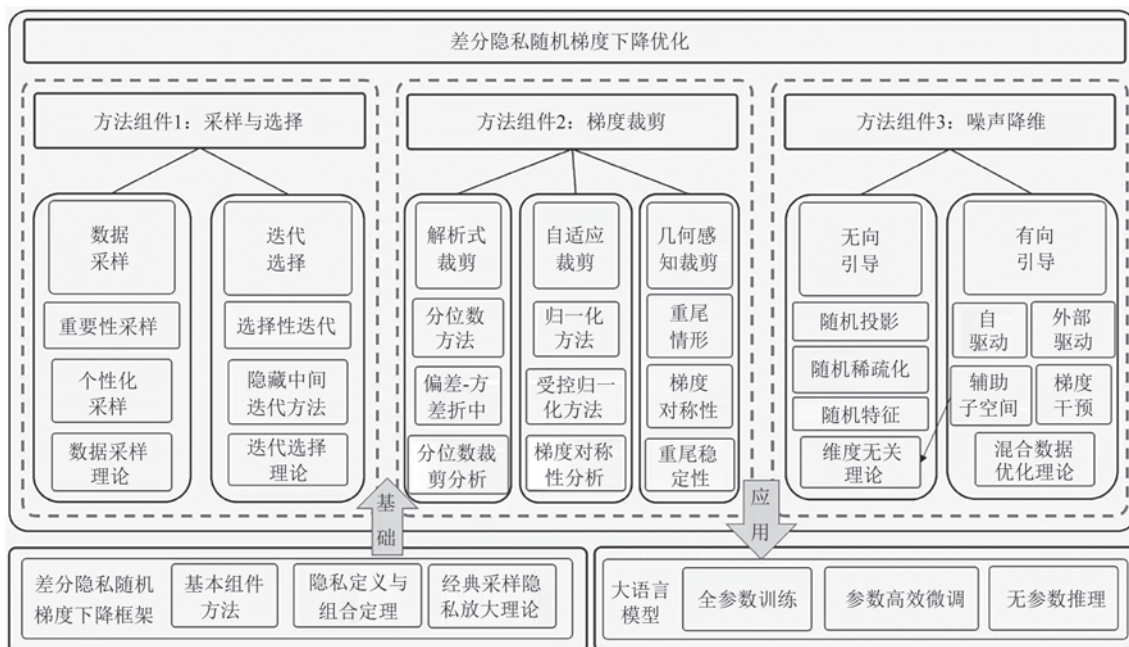 差分隐私随机梯度下降优化
方法组件1：采样与选择
数据
采样
重要性采样
个性化
采样
数据采样
理论
迭代
选择
选择性迭代
隐藏中间
迭代方法
迭代选择
理论
方法组件2：梯度裁剪
解析式
裁剪
分位数
方法
偏差-方
差折中
分位数裁
剪分析
自适应
裁剪
归一化
方法
受控归一
化方法
梯度对称
性分析
几何感
知裁剪
重尾
情形
梯度
对称性
重尾稳
定性
方法组件3：噪声降维
无向
引导
随机投影
随机稀疏化
随机特征
维度无关
理论
有向
引导
自
驱动
外部
驱动
辅助
子空间
梯度
干预
混合数据
优化理论
基
础
应
用
差分隐私随机
梯度下降框架
基本组件
方法
隐私定义与
组合定理
经典采样隐
私放大理论
大语言
模型
全参数训练
参数高效微调
无参数推理